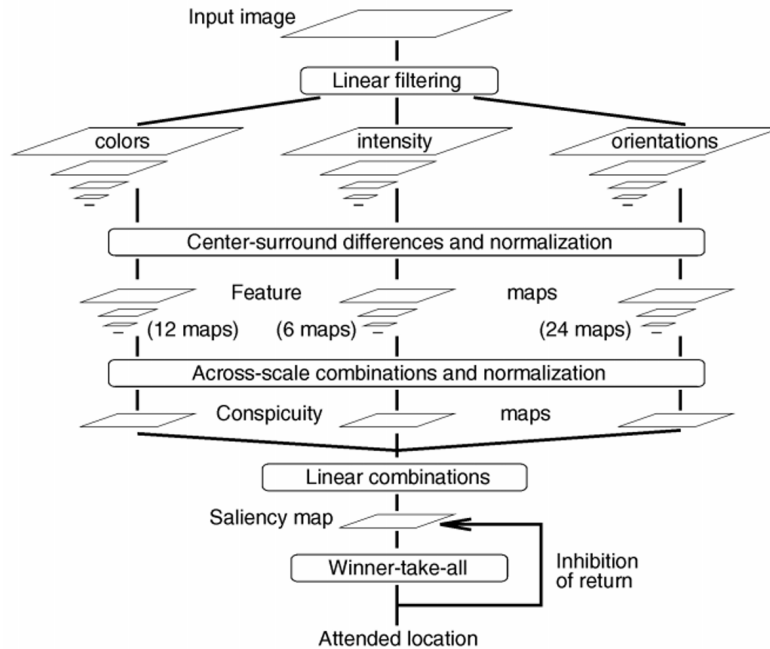 Input image
Linear filtering
colors
intensity
orientations
Center-surround differences and normalization
Feature maps
(12 maps)
(6 maps)
(24 maps)
Across-scale combinations and normalization
Conspicuity maps
Linear combinations
Saliency map
Winner-take-all
Inhibition
of return
Attended location